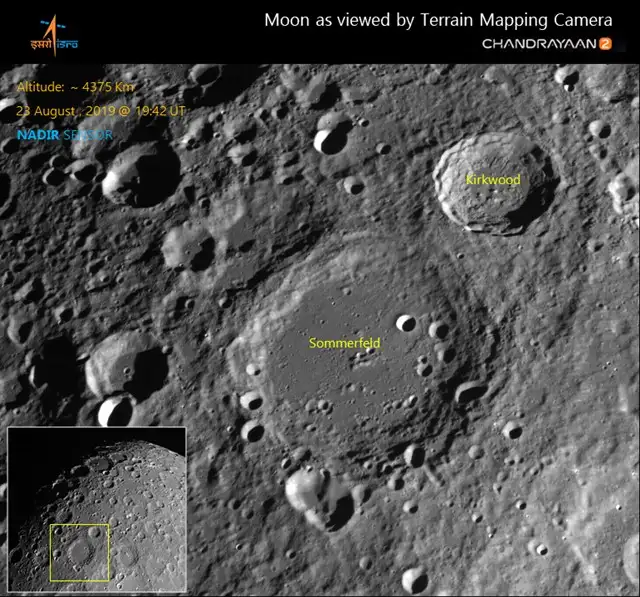 Moon as viewed by Terrain Mapping Camera
CHANDRAYAAN 2
इसरो isro
Altitude: ~ 4375 Km
23 August , 2019 @ 19:42 UT
NADIR SENSOR
Kirkwood
Sommerfeld